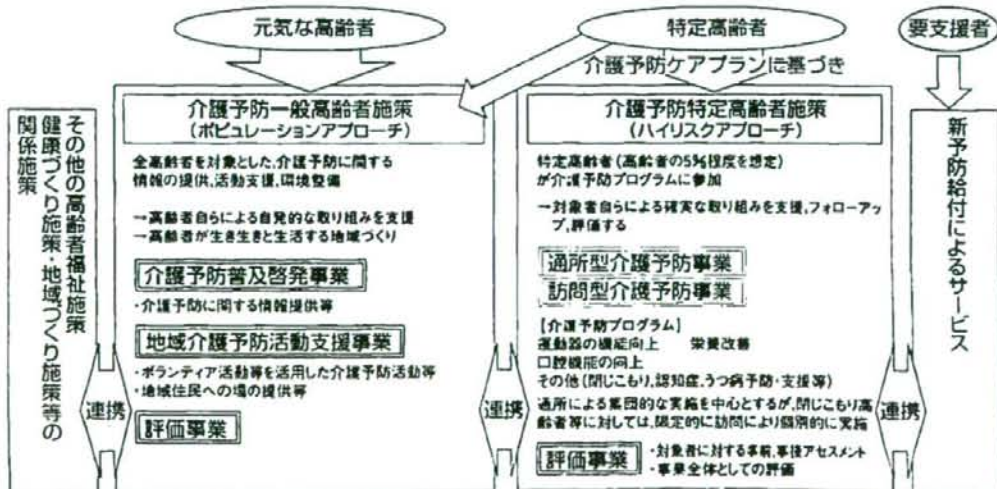 元気な高齢者
特定高齢者
要支援者
介護予防ケアプランに基づき
その他の高齢者福祉施策
健康づくり施策・地域づくり施策等の
関係施策
介護予防一般高齢者施策
(ポピュレーションアプローチ)
全高齢者を対象とした,介護予防に関する
情報の提供,活動支援,環境整備
→高齢者自らによる自発的な取り組みを支援
→高齢者が生き生きと生活する地域づくり
介護予防普及啓発事業
・介護予防に関する情報提供等
地域介護予防活動支援事業
・ボランティア活動等を活用した介護予防活動等
・地域住民への場の提供等
評価事業
介護予防特定高齢者施策
(ハイリスクアプローチ)
特定高齢者(高齢者の5%程度を想定)
が介護予防プログラムに参加
→対象者自らによる確実な取り組みを支援,フォローアッ
プ,評価する
通所型介護予防事業
訪問型介護予防事業
【介護予防プログラム】
運動器の機能向上 栄養改善
口腔機能の向上
その他(閉じこもり,認知症,うつ病予防・支援等)
通所による集団的な実施を中心とするが,閉じこもり高
齢者等に対しては,限定的に訪問により個別的に実施
評価事業
・対象者に対する事前,事後アセスメント
・事業全体としての評価
新予防給付によるサービス
連携
連携
連携